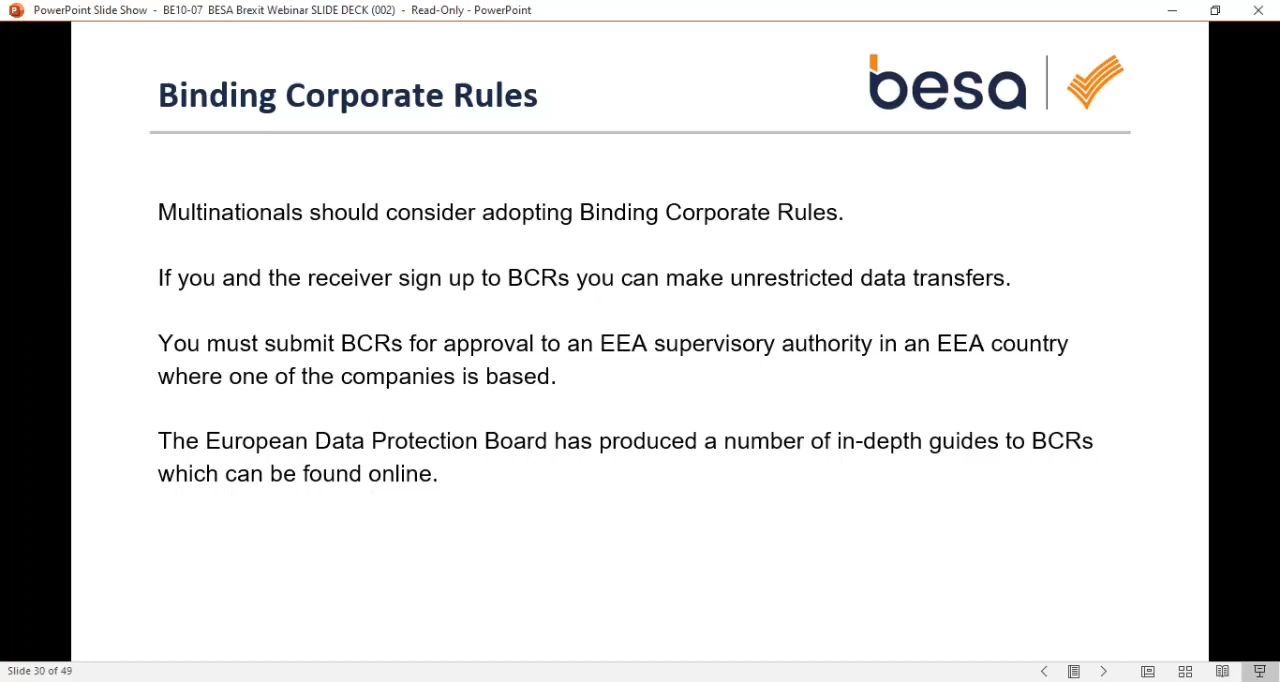 PowerPoint Slide Show - BE10-07 BESA Brexit Webinar SLIDE DECK (002) - Read-Only - PowerPoint
Binding Corporate Rules
besa
Multinationals should consider adopting Binding Corporate Rules.
If you and the receiver sign up to BCRs you can make unrestricted data transfers.
You must submit BCRs for approval to an EEA supervisory authority in an EEA country
where one of the companies is based.
The European Data Protection Board has produced a number of in-depth guides to BCRs
which can be found online.
Slide 30 of 49